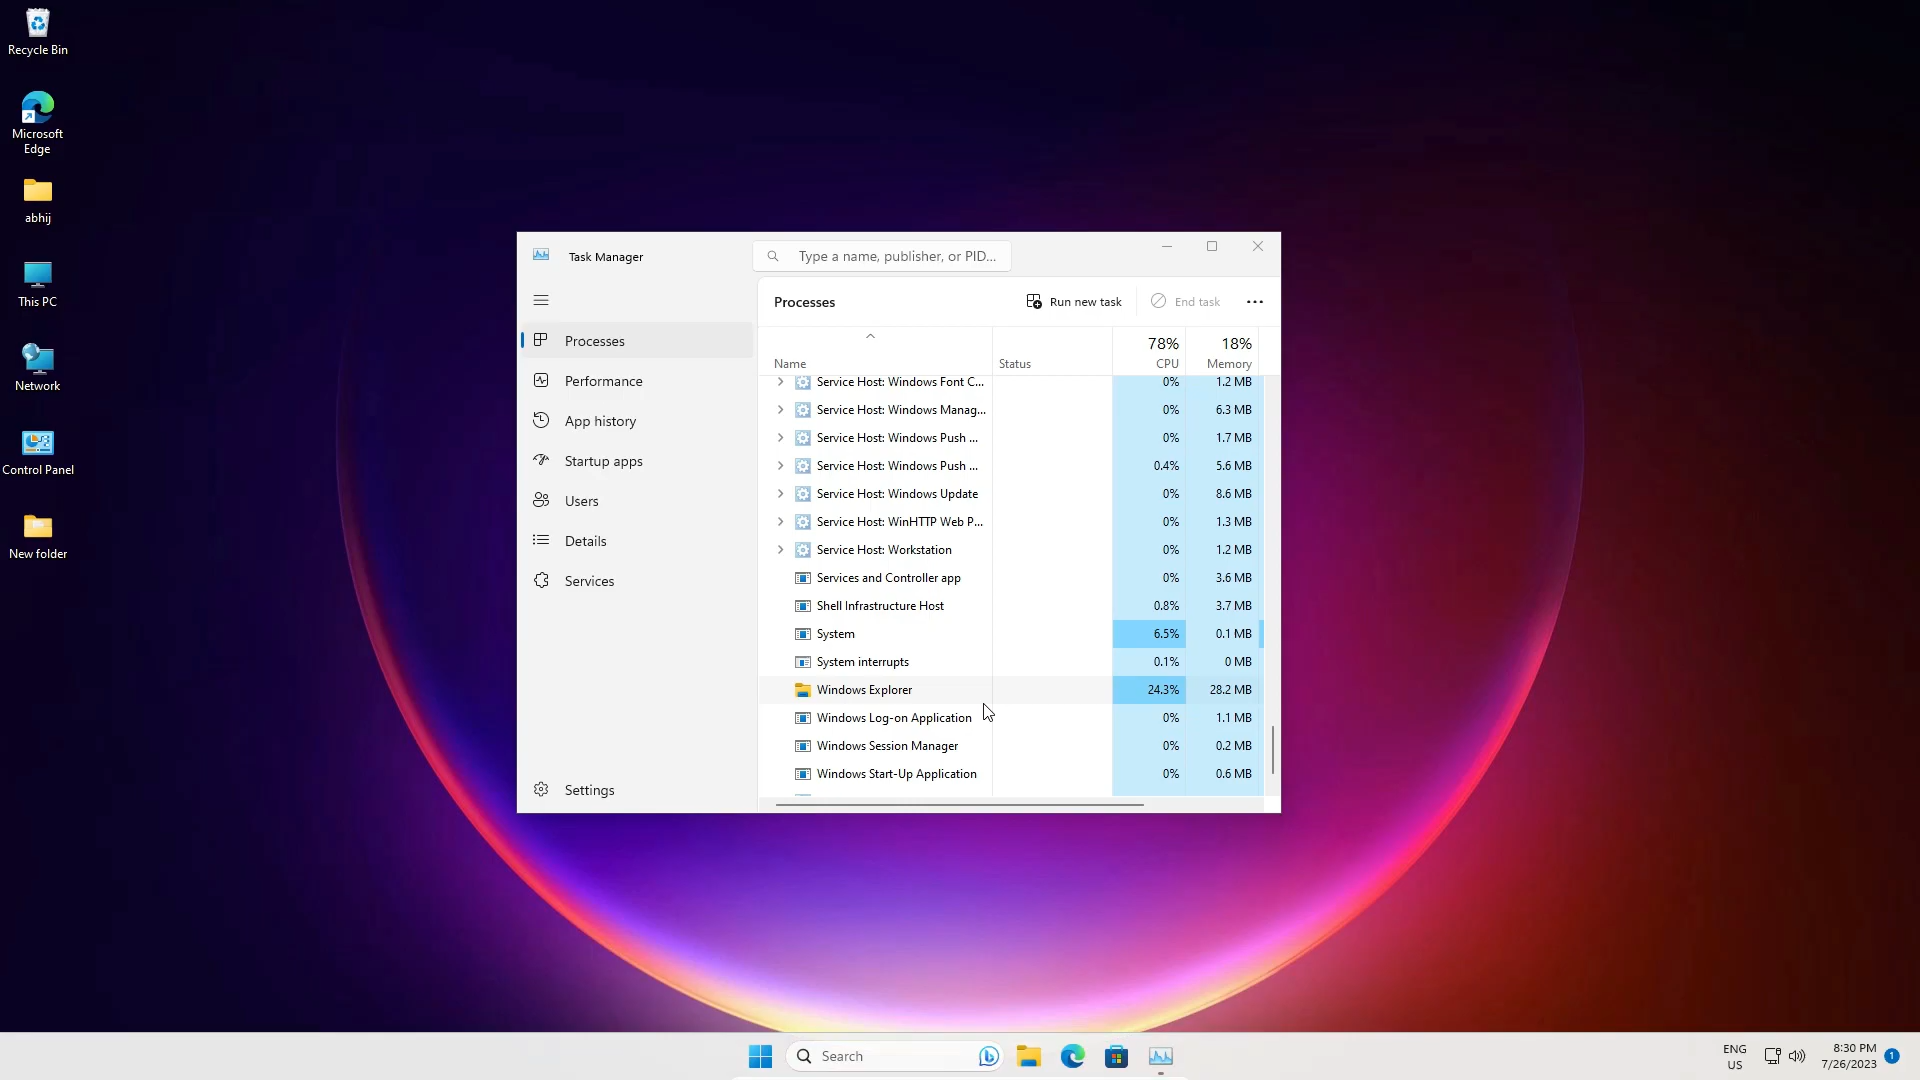 Recycle Bin
Microsoft
Edge
abhij
This PC
Network
Control Panel
New folder
Task Manager
Type a name, publisher, or PID...
Processes
Performance
App history
Startup apps
Users
Details
Services
Settings
Processes
Run new task
End task
Name
Status
78%
CPU
18%
Memory
Service Host: Windows Font C... 0% 1.2 MB
Service Host: Windows Manag... 0% 6.3 MB
Service Host: Windows Push ... 0% 1.7 MB
Service Host: Windows Push ... 0.4% 5.6 MB
Service Host: Windows Update 0% 8.6 MB
Service Host: WinHTTP Web P... 0% 1.3 MB
Service Host: Workstation 0% 1.2 MB
Services and Controller app 0% 3.6 MB
Shell Infrastructure Host 0.8% 3.7 MB
System 6.5% 0.1 MB
System interrupts 0.1% 0 MB
Windows Explorer 24.3% 28.2 MB
Windows Log-on Application 0% 1.1 MB
Windows Session Manager 0% 0.2 MB
Windows Start-Up Application 0% 0.6 MB
Search
ENG
US
8:30 PM
7/26/2023
1